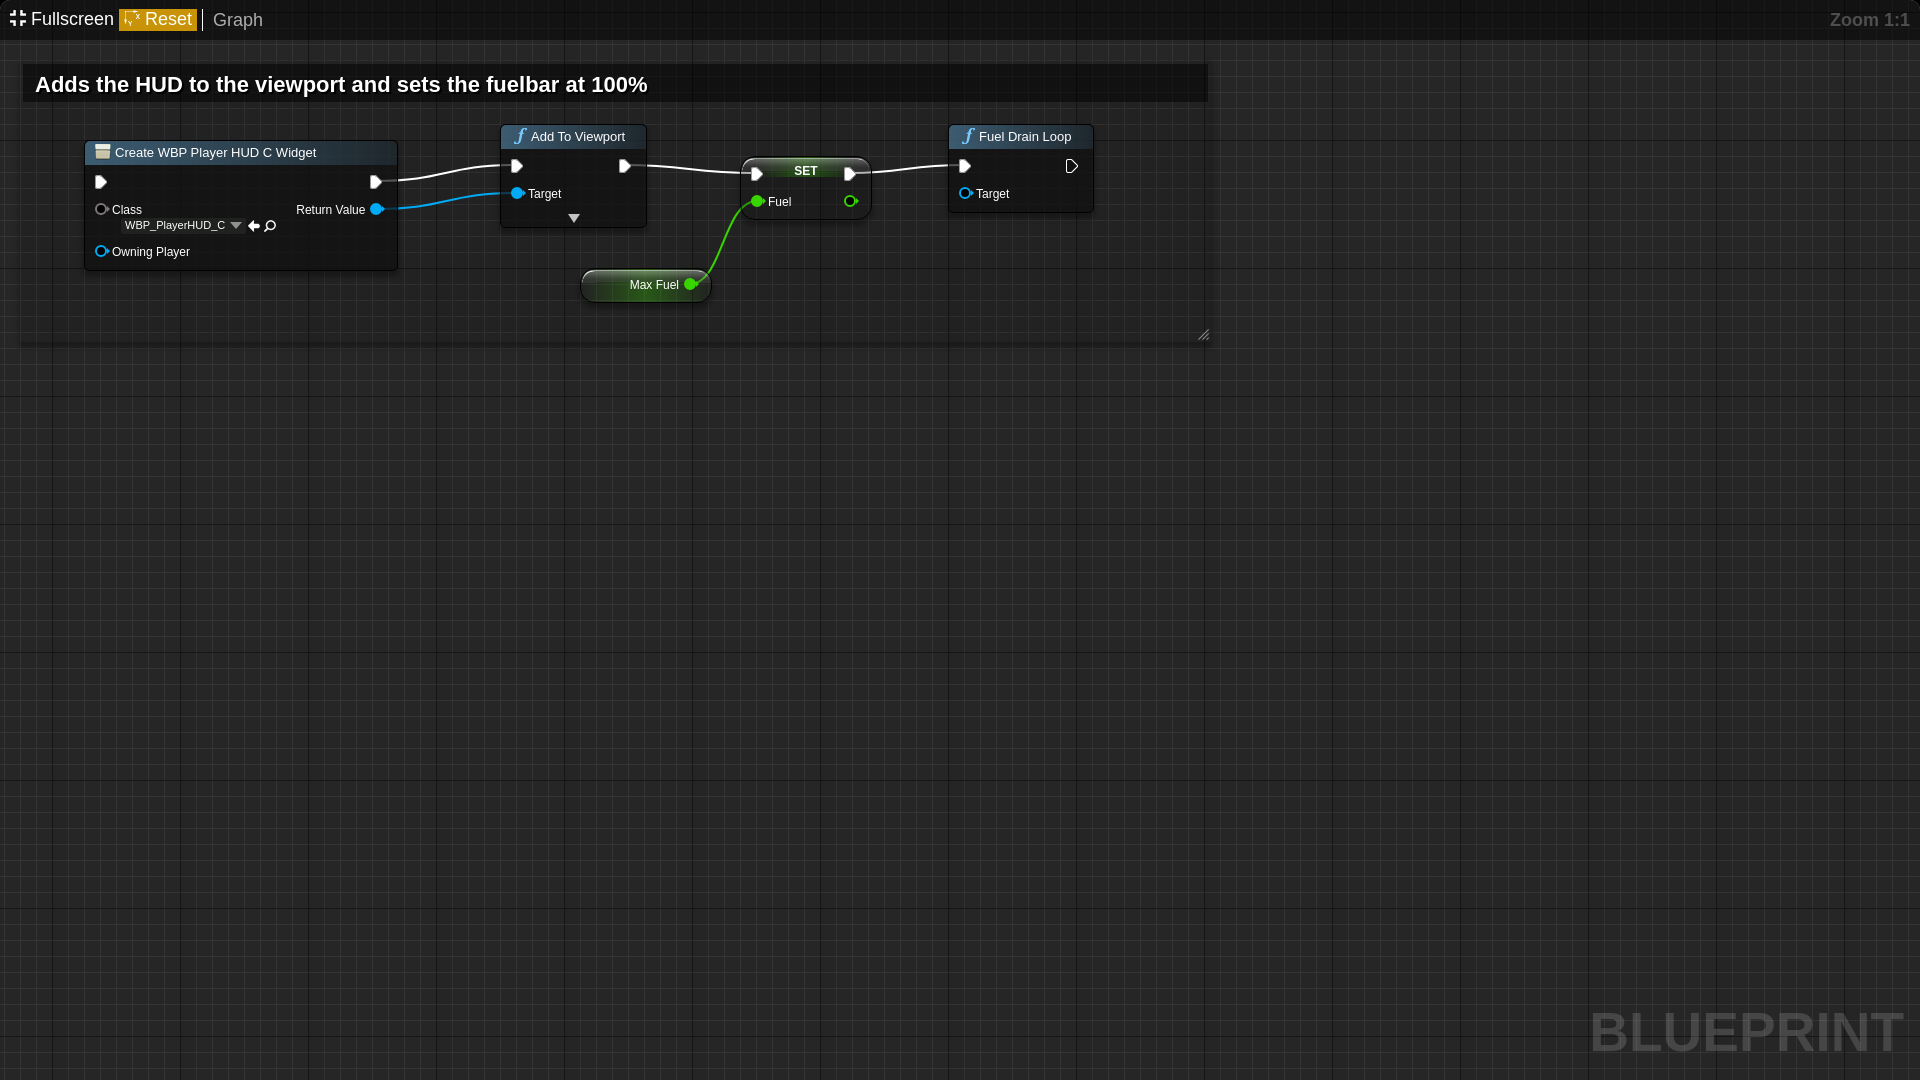 Fullscreen Reset Graph Zoom 1:1
Adds the HUD to the viewport and sets the fuelbar at 100%
Create WBP Player HUD C Widget
Class
WBP_PlayerHUD_C
Return Value
Owning Player
Add To Viewport
Target
SET
Fuel
Max Fuel
Fuel Drain Loop
Target
BLUEPRINT